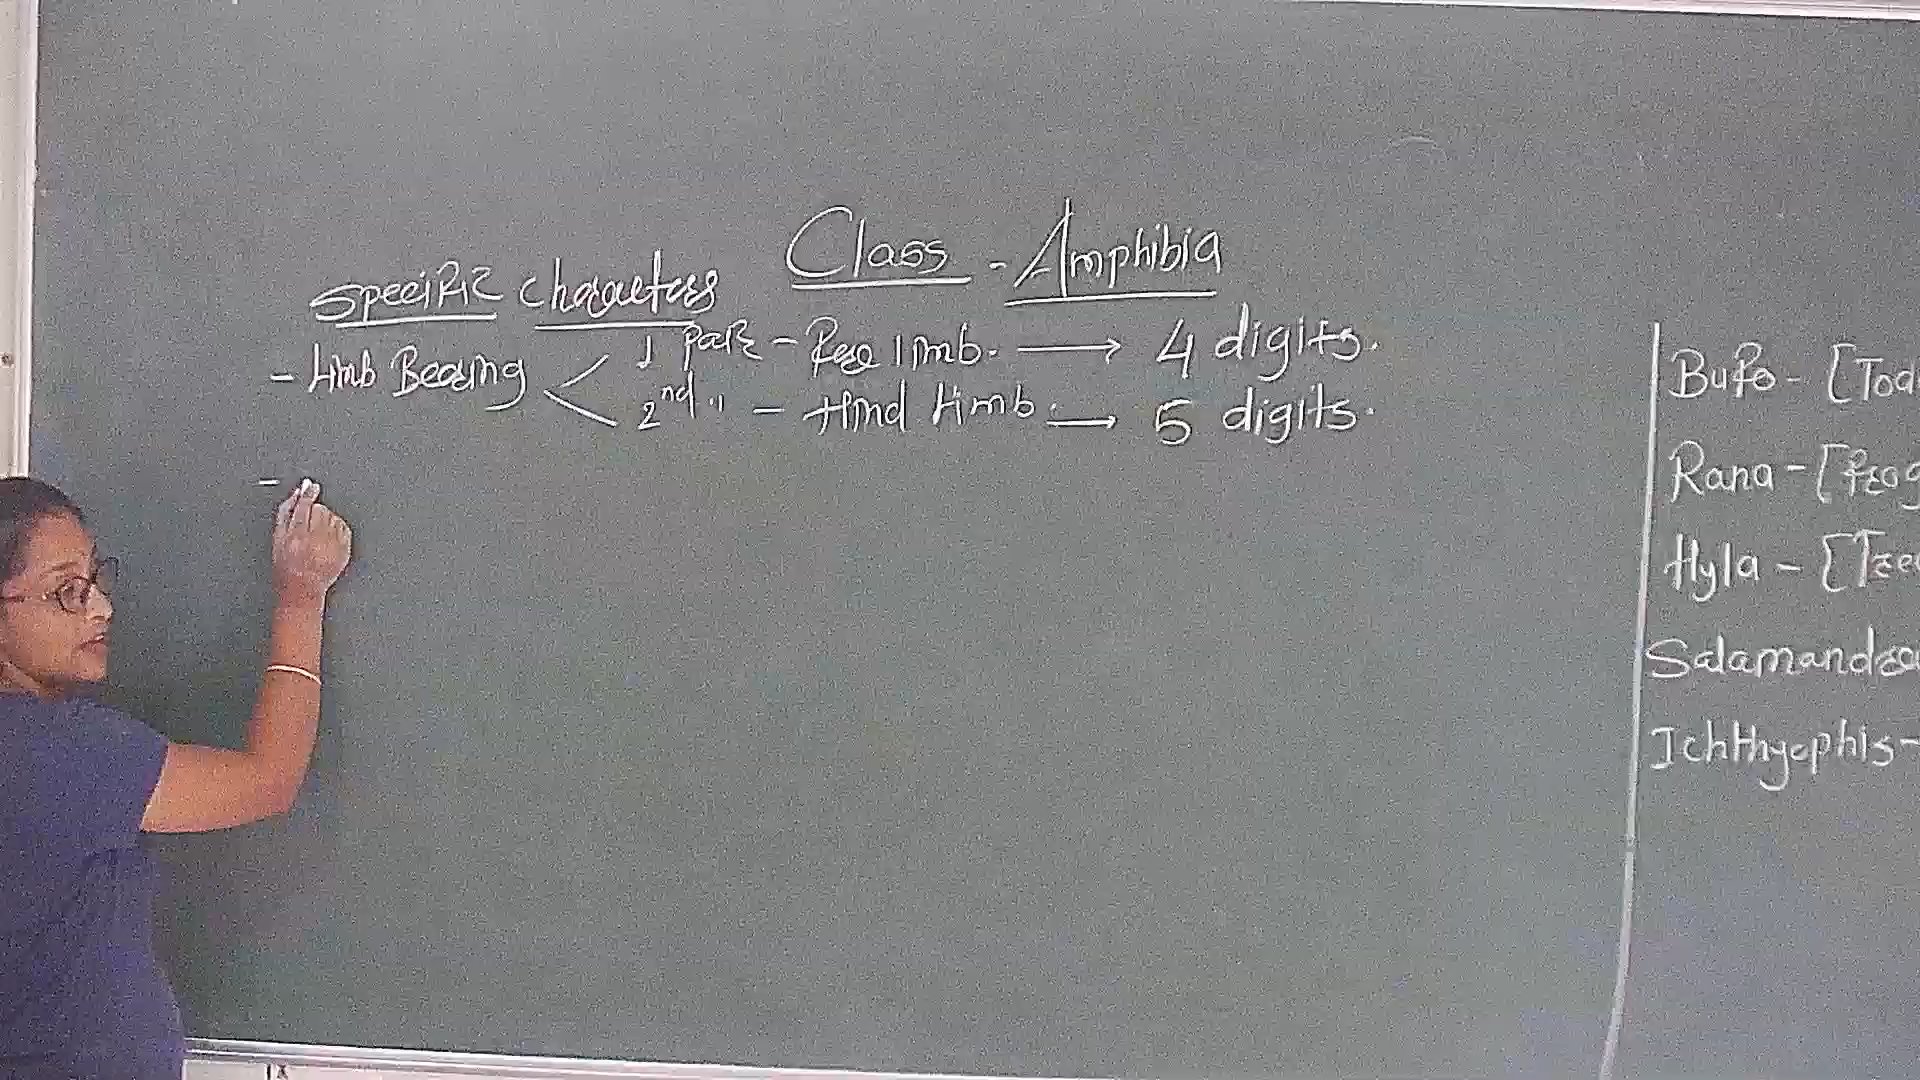 Class - Amphibia
Specific characters
- Limb Bearing < 1 pair - Fore limb. → 4 digits.
2nd " - Hind limb. → 5 digits.
-
Bufo - [Toa
Rana - [Frog
Hyla - [Tree
Salamandra
Ichthyophis -